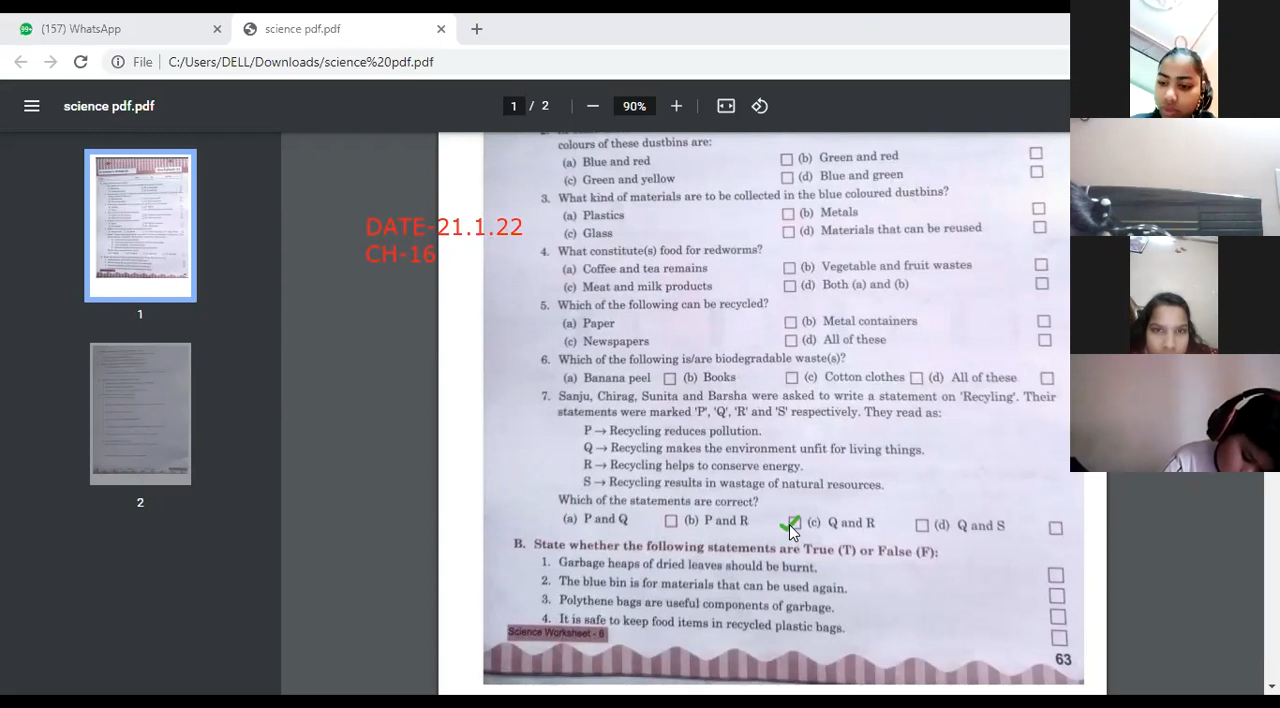 (157) WhatsApp
science pdf.pdf
File
C:/Users/DELL/Downloads/science%20pdf.pdf
science pdf.pdf
1 / 2
90%
DATE-21.1.22
CH-16
1
2
colours of these dustbins are:
(a) Blue and red (b) Green and red
(c) Green and yellow (d) Blue and green
What kind of materials are to be collected in the blue coloured dustbins?
(a) Plastics (b) Metals
(c) Glass (d) Materials that can be reused
4. What constitute(s) food for redworms?
(a) Coffee and tea remains (b) Vegetable and fruit wastes
(c) Meat and milk products (d) Both (a) and (b)
5. Which of the following can be recycled?
(a) Paper (b) Metal containers
(c) Newspapers (d) All of these
6. Which of the following is/are biodegradable waste(s)?
(a) Banana peel (b) Books (c) Cotton clothes (d) All of these
7. Sanju, Chirag, Sunita and Barsha were asked to write a statement on 'Recyling'. Their
statements were marked 'P', 'Q', 'R' and 'S' respectively. They read as:
P → Recycling reduces pollution.
Q → Recycling makes the environment unfit for living things.
R → Recycling helps to conserve energy.
S → Recycling results in wastage of natural resources.
Which of the statements are correct?
(a) P and Q (b) P and R (c) Q and R (d) Q and S
B. State whether the following statements are True (T) or False (F):
1. Garbage heaps of dried leaves should be burnt.
2. The blue bin is for materials that can be used again.
3. Polythene bags are useful components of garbage.
4. It is safe to keep food items in recycled plastic bags.
Science Worksheet - 6
63